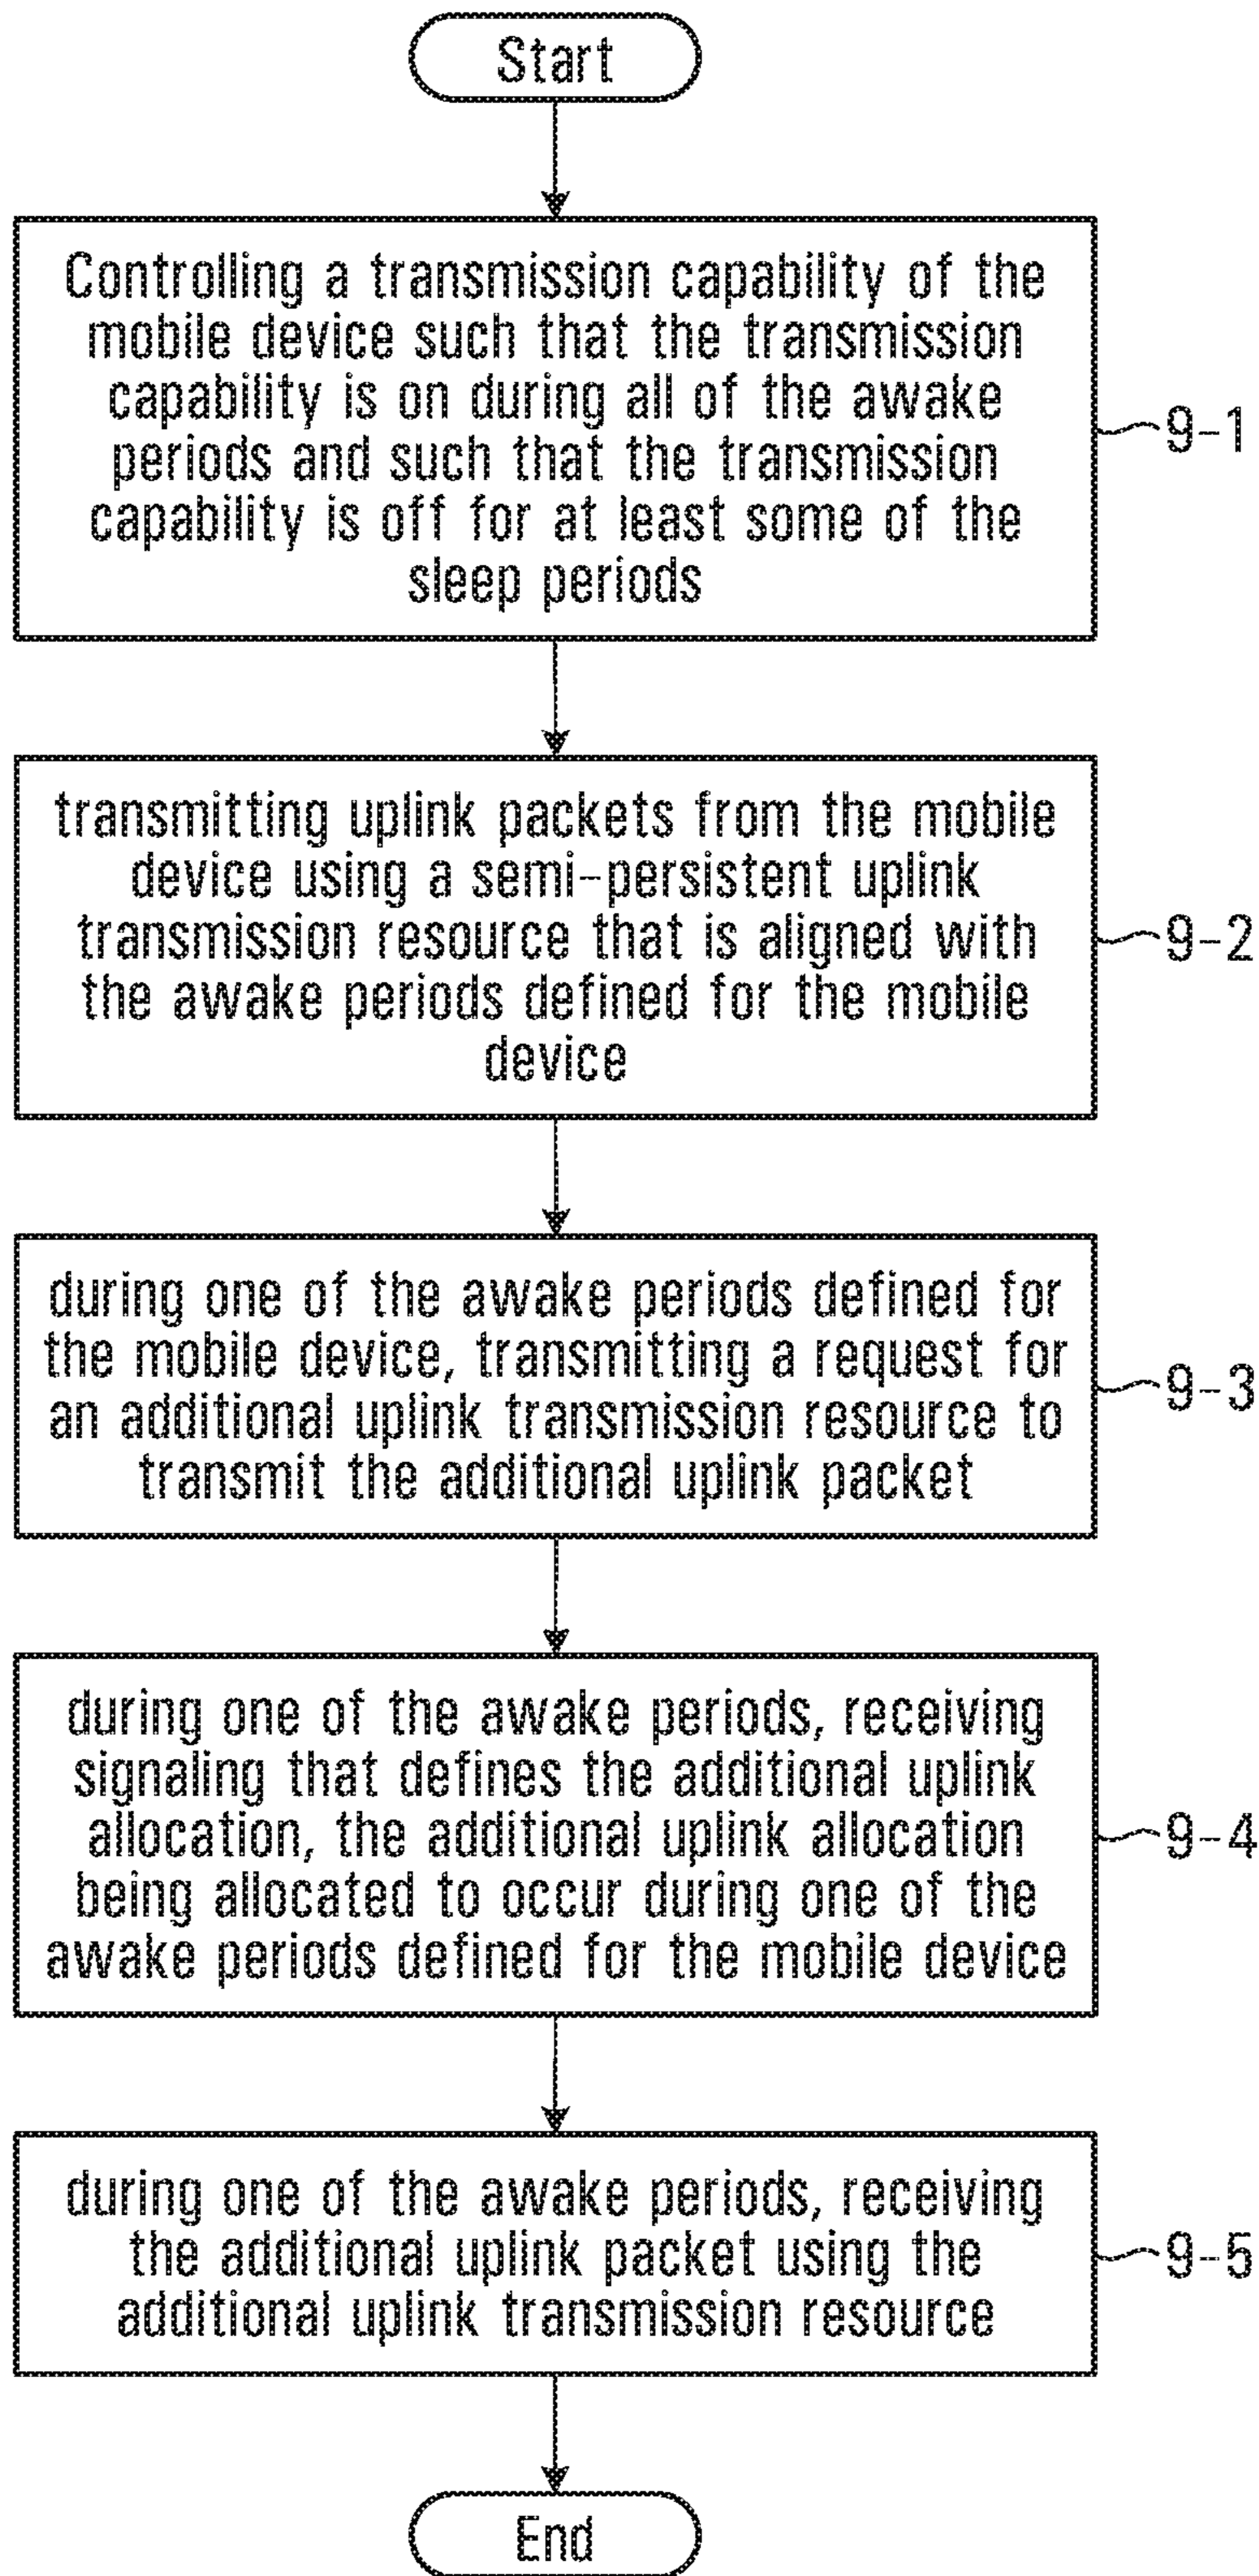 Start
Controlling a transmission capability of the
mobile device such that the transmission
capability is on during all of the awake
periods and such that the transmission
capability is off for at least some of the
sleep periods
9-1
transmitting uplink packets from the mobile
device using a semi-persistent uplink
transmission resource that is aligned with
the awake periods defined for the mobile
device
9-2
during one of the awake periods defined for
the mobile device, transmitting a request for
an additional uplink transmission resource to
transmit the additional uplink packet
9-3
during one of the awake periods, receiving
signaling that defines the additional uplink
allocation, the additional uplink allocation
being allocated to occur during one of the
awake periods defined for the mobile device
9-4
during one of the awake periods, receiving
the additional uplink packet using the
additional uplink transmission resource
9-5
End